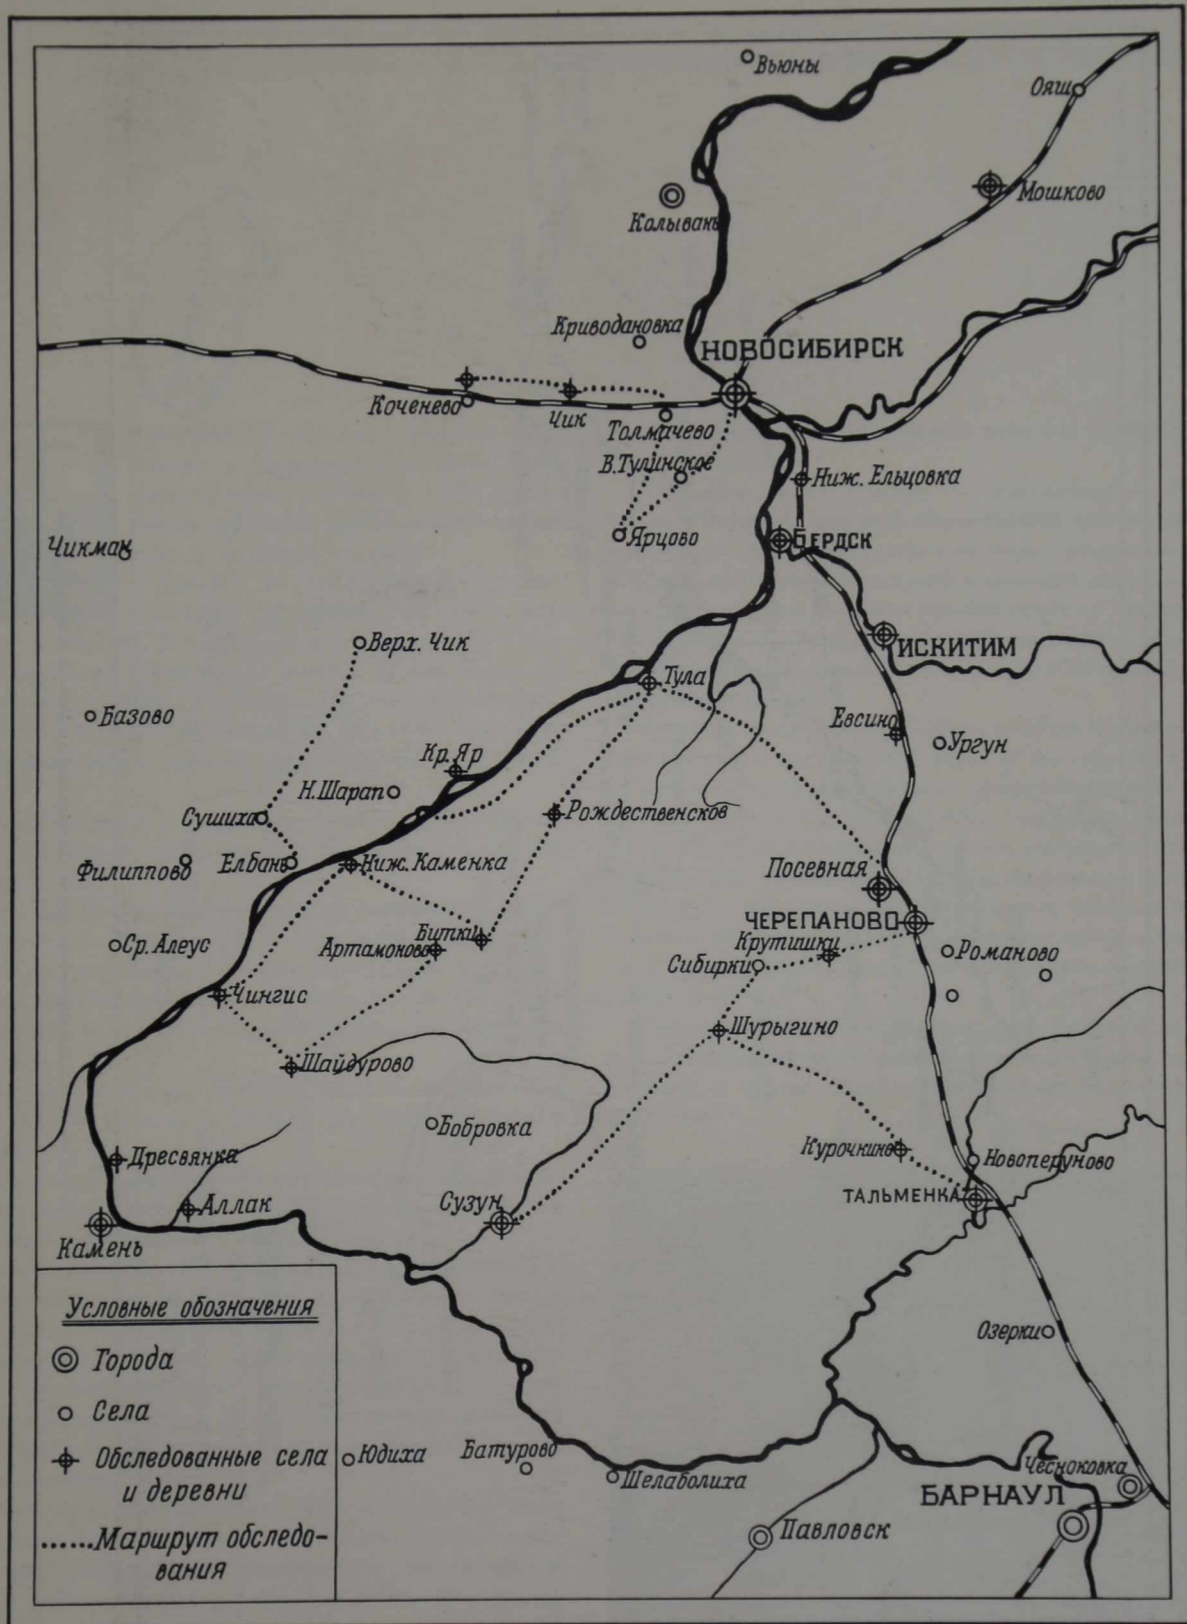 Вьюны
Ояш
Мошково
Колывань
Криводановка
НОВОСИБИРСК
Коченево
Чик
Толмачево
В.Тулинское
Ниж. Ельцовка
Ярцово
БЕРДСК
Чикман
Верх. Чик
ИСКИТИМ
Тула
Базово
Евсино
Ургун
Кр. Яр
Н.Шарап
Сушиха
Рождественсков
Филиппово
Елбань
Ниж. Каменка
Посевная
ЧЕРЕПАНОВО
Битки
Крутишки
Ср. Алеус
Артамоново
Сибирки
Романово
Чингис
Шурыгино
Шайдурово
Бобровка
Дресвянка
Курочкино
Новоперуново
ТАЛЬМЕНКА
Аллак
Сузун
Камень
Условные обозначения
Города
Села
Обследованные села
и деревни
Маршрут обследо-
вания
Озерки
Юдиха
Батурово
Шелаболиха
Чесноковка
БАРНАУЛ
Павловск